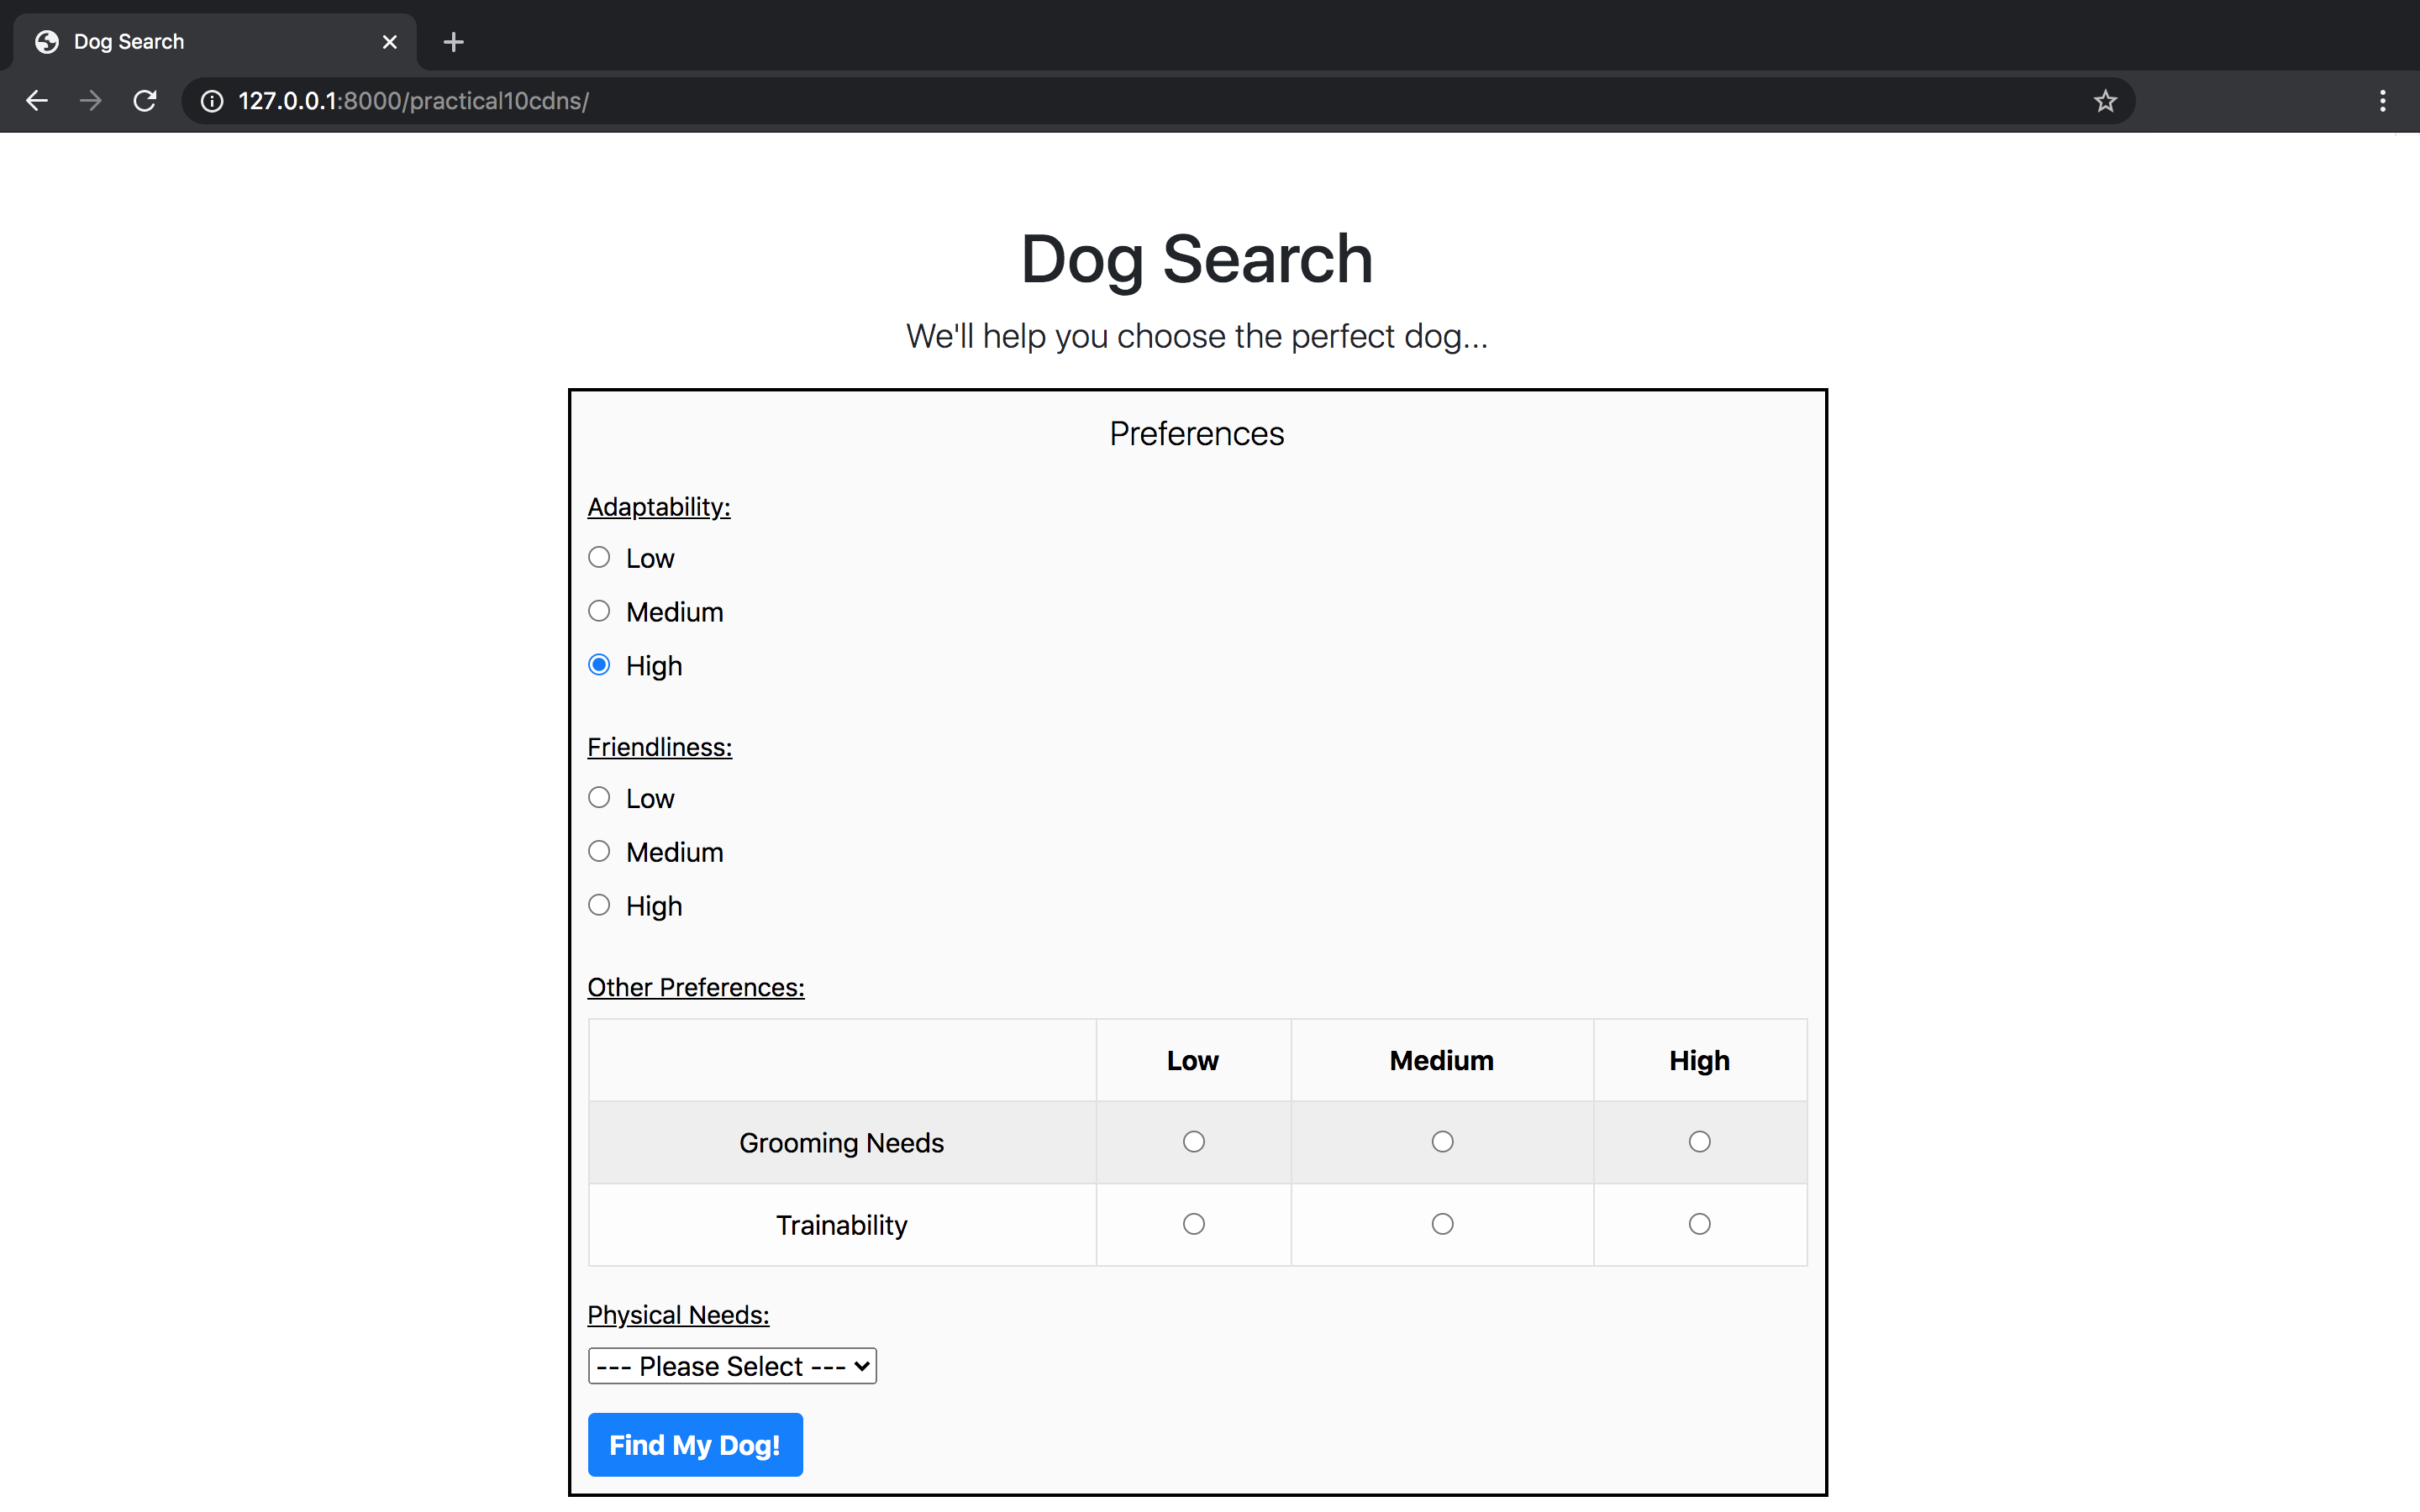 Dog Search
127.0.0.1:8000/practical10cdns/
Dog Search
We'll help you choose the perfect dog...
Preferences
Adaptability:
Low
Medium
High
Friendliness:
Low
Medium
High
Other Preferences:
Low Medium High
Grooming Needs
Trainability
Physical Needs:
--- Please Select ---
Find My Dog!